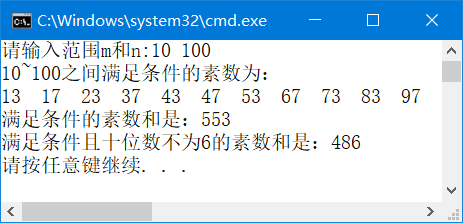 C:\Windows\system32\cmd.exe
请输入范围m和n:10 100
10~100之间满足条件的素数为:
13 17 23 37 43 47 53 67 73 83 97
满足条件的素数和是：553
满足条件且十位数不为6的素数和是：486
请按任意键继续. . .